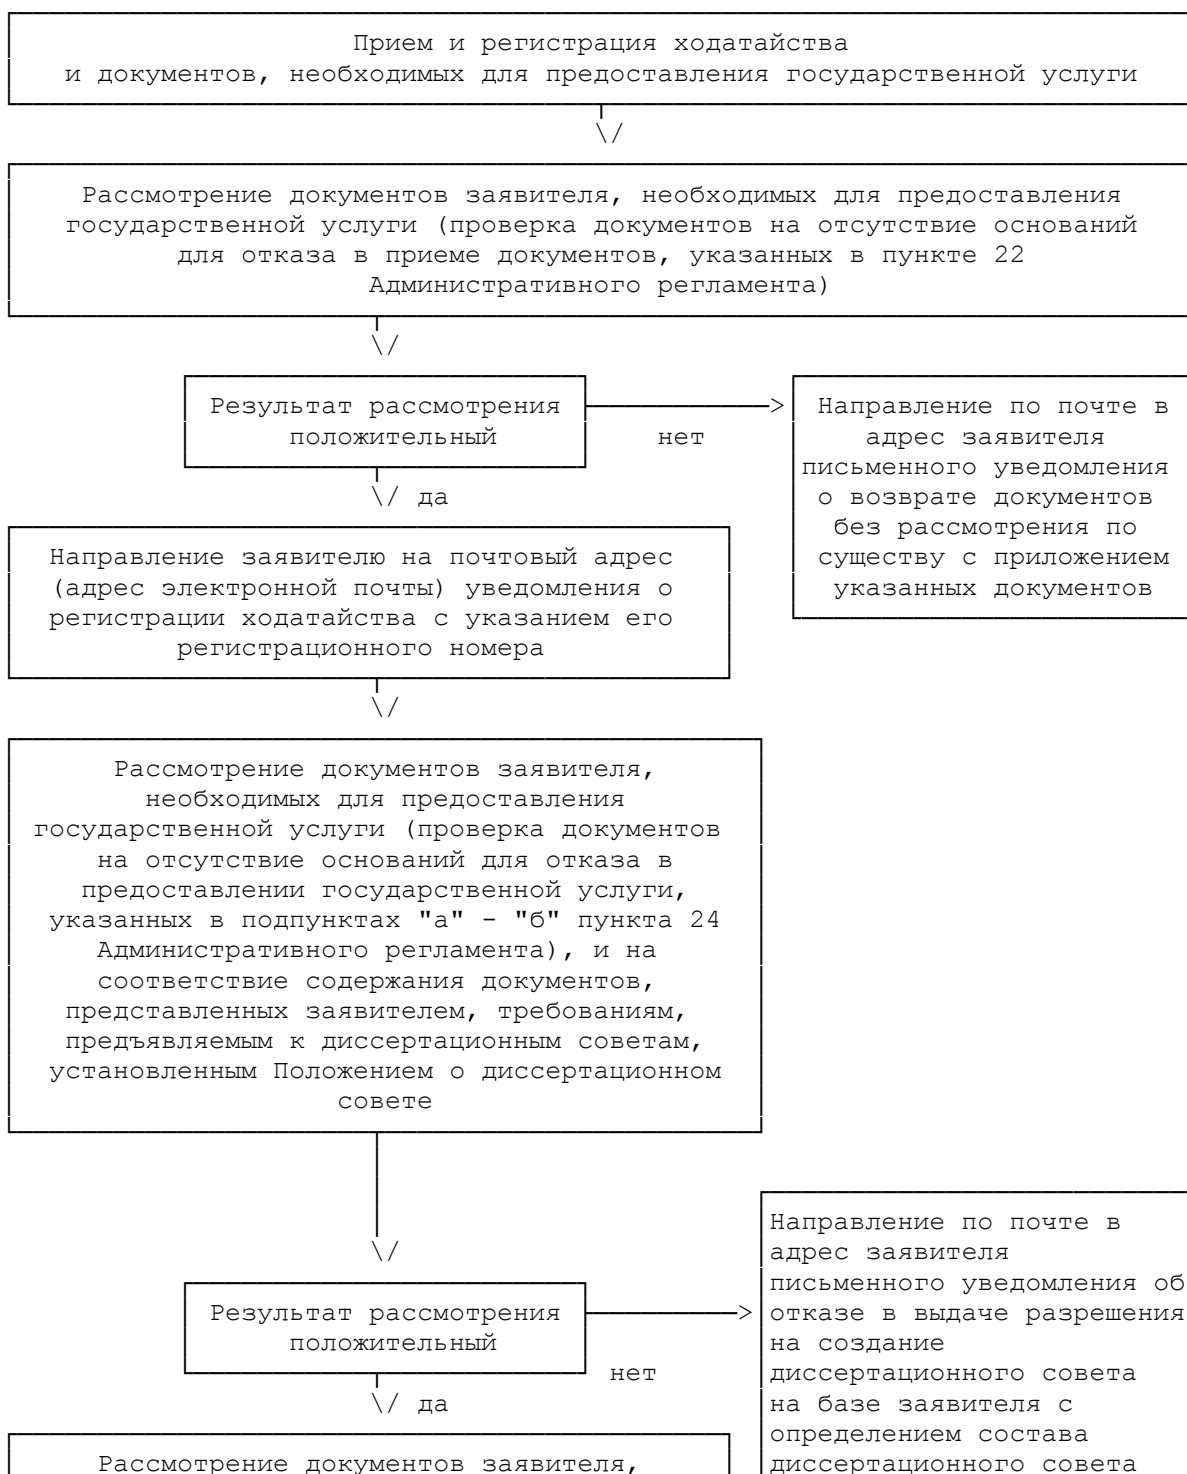 Прием и регистрация ходатайства
и документов, необходимых для предоставления государственной услуги
\/
Рассмотрение документов заявителя, необходимых для предоставления
государственной услуги (проверка документов на отсутствие оснований
для отказа в приеме документов, указанных в пункте 22
Административного регламента)
\/
Результат рассмотрения
положительный
>
нет
Направление по почте в
адрес заявителя
письменного уведомления
о возврате документов
без рассмотрения по
существу с приложением
указанных документов
\/ да
Направление заявителю на почтовый адрес
(адрес электронной почты) уведомления о
регистрации ходатайства с указанием его
регистрационного номера
\/
Рассмотрение документов заявителя,
необходимых для предоставления
государственной услуги (проверка документов
на отсутствие оснований для отказа в
предоставлении государственной услуги,
указанных в подпунктах "а" - "б" пункта 24
Административного регламента), и на
соответствие содержания документов,
представленных заявителем, требованиям,
предъявляемым к диссертационным советам,
установленным Положением о диссертационном
совете
\/
Результат рассмотрения
положительный
>
нет
Направление по почте в
адрес заявителя
письменного уведомления об
отказе в выдаче разрешения
на создание
диссертационного совета
на базе заявителя с
определением состава
диссертационного совета
\/ да
Рассмотрение документов заявителя,